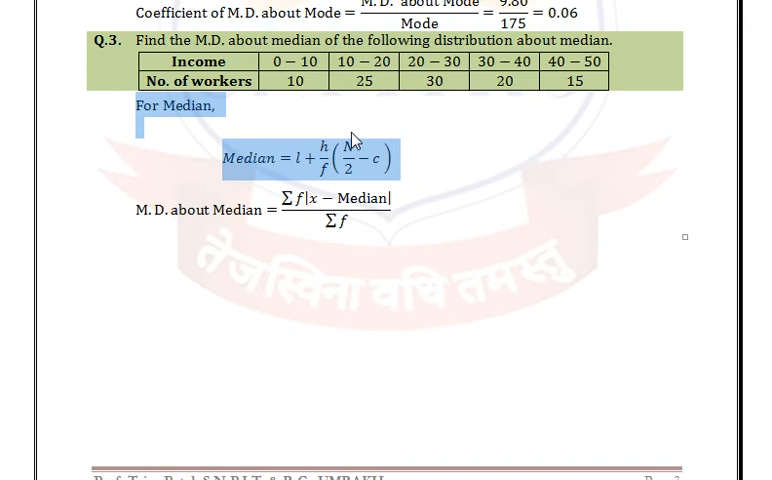 Coefficient of M.D. about Mode = M.D. about Mode / Mode = 9.80 / 175 = 0.06
Q.3. Find the M.D. about median of the following distribution about median.
Income 0 – 10 10 – 20 20 – 30 30 – 40 40 – 50
No. of workers 10 25 30 20 15
For Median,
Median = l + h/f (N/2 – c)
M. D. about Median = ∑ f|x − Median| / ∑ f
तेजस्विना वधि तमस्तु